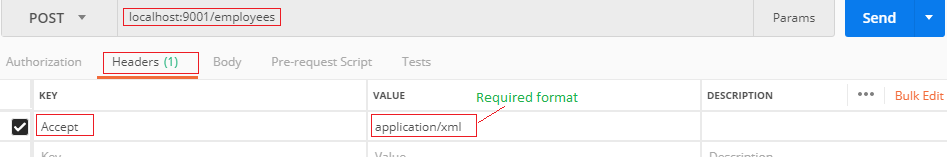 POST localhost:9001/employees Params Send
Authorization Headers (1) Body Pre-request Script Tests
KEY VALUE DESCRIPTION ••• Bulk Edit
Required format
Accept application/xml
Key Value Description